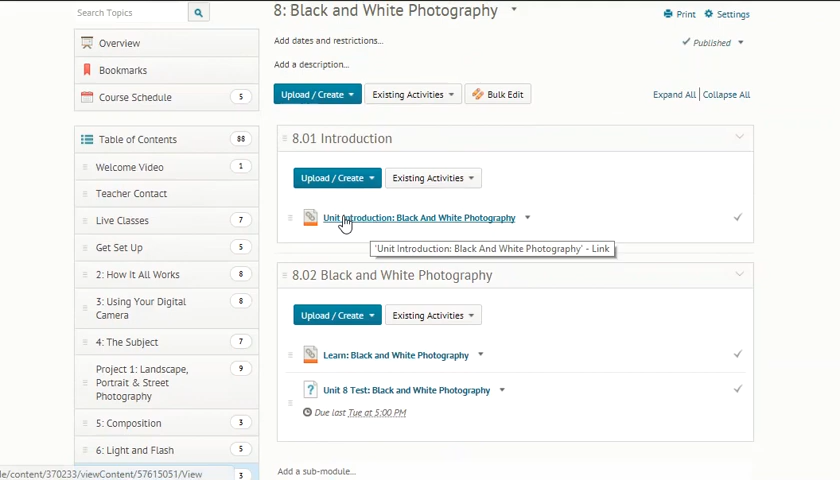 Search Topics
Overview
Bookmarks
Course Schedule 5
Table of Contents 88
Welcome Video 1
Teacher Contact
Live Classes 7
Get Set Up 5
2: How It All Works 8
3: Using Your Digital 8
Camera
4: The Subject 7
Project 1: Landscape, 9
Portrait & Street
Photography
5: Composition 3
6: Light and Flash 5
3
le/content/370233/viewContent/57615051/View
8: Black and White Photography
Print Settings
Add dates and restrictions...
Published
Add a description...
Upload / Create Existing Activities Bulk Edit
Expand All | Collapse All
8.01 Introduction
Upload / Create Existing Activities
Unit Introduction: Black And White Photography
'Unit Introduction: Black And White Photography' - Link
8.02 Black and White Photography
Upload / Create Existing Activities
Learn: Black and White Photography
Unit 8 Test: Black and White Photography
Due last Tue at 5:00 PM
Add a sub-module...